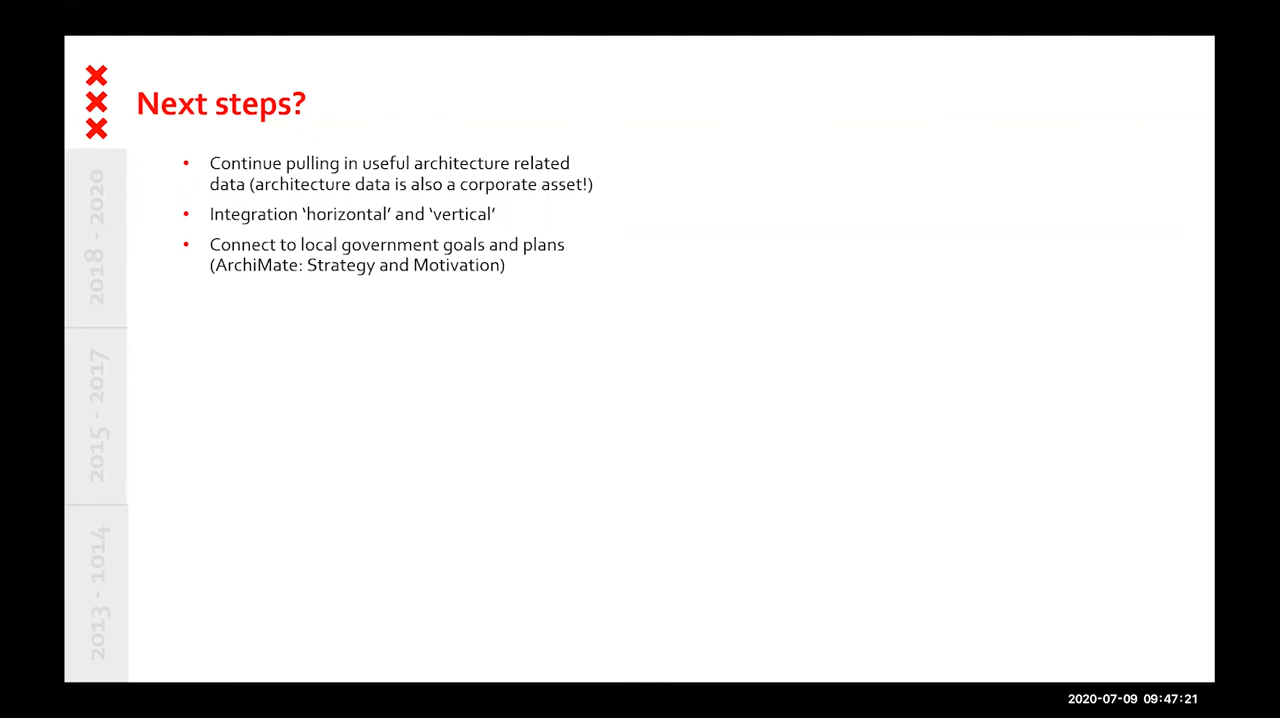 Next steps?
• Continue pulling in useful architecture related
data (architecture data is also a corporate asset!)
• Integration ‘horizontal’ and ‘vertical’
• Connect to local government goals and plans
(ArchiMate: Strategy and Motivation)
2018 - 2020
2015 - 2017
2013 - 1014
2020-07-09 09:47:21